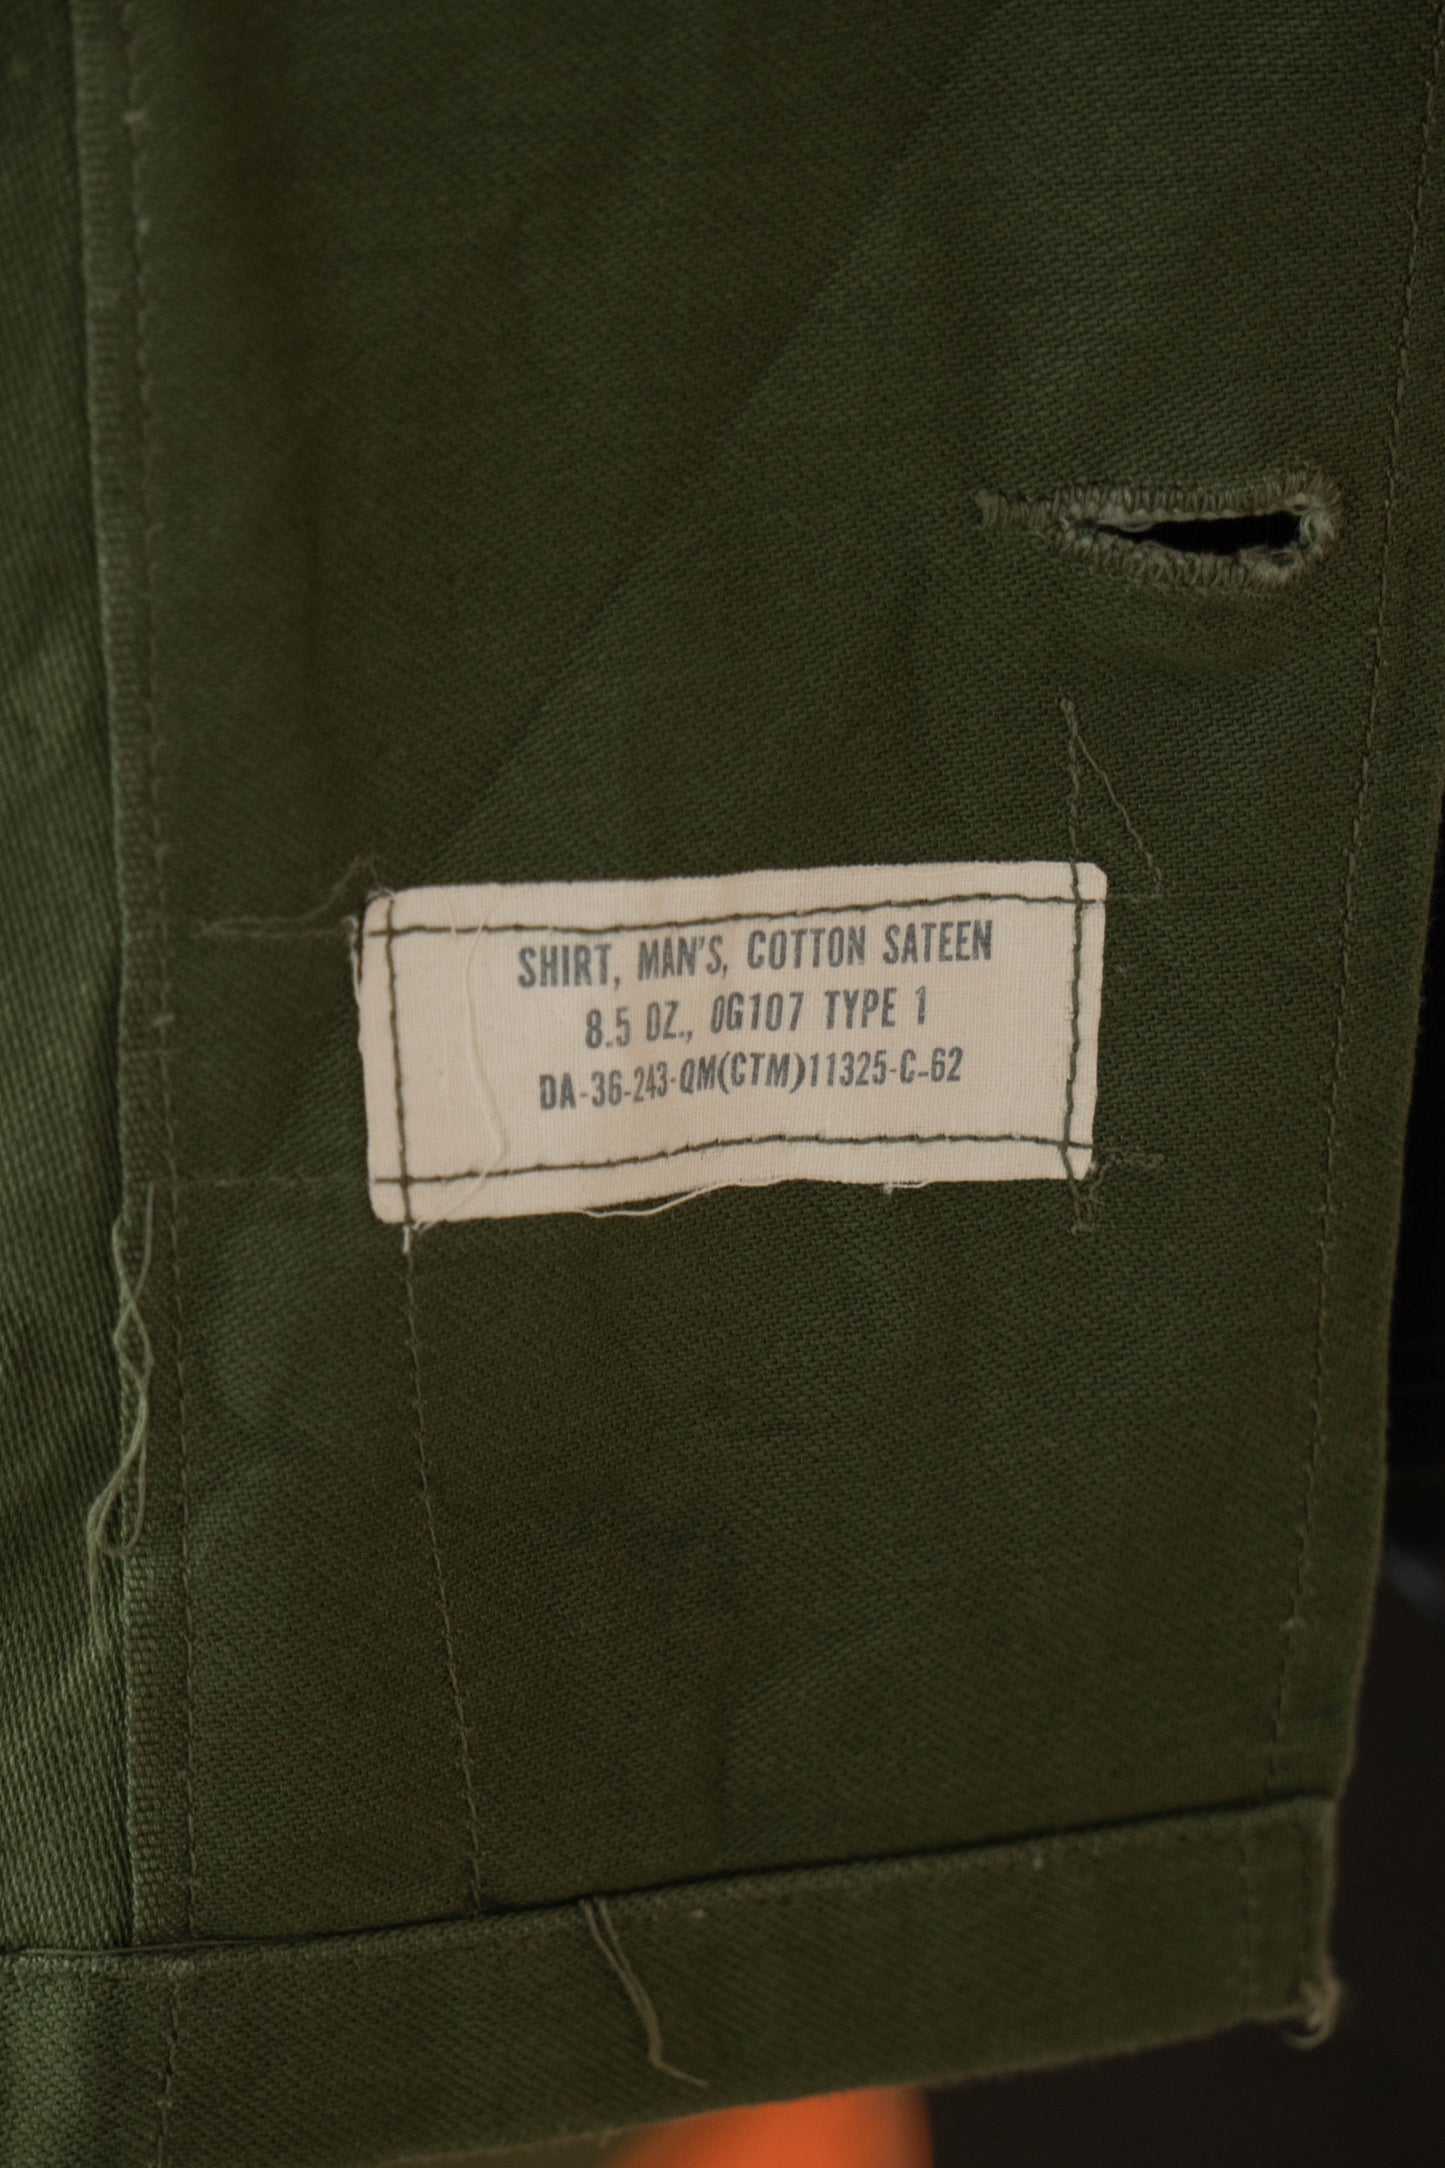 SHIRT, MAN'S, COTTON SATEEN
8.5 OZ., OG107 TYPE 1
DA-36-243-QM(CTM)11325-C-62